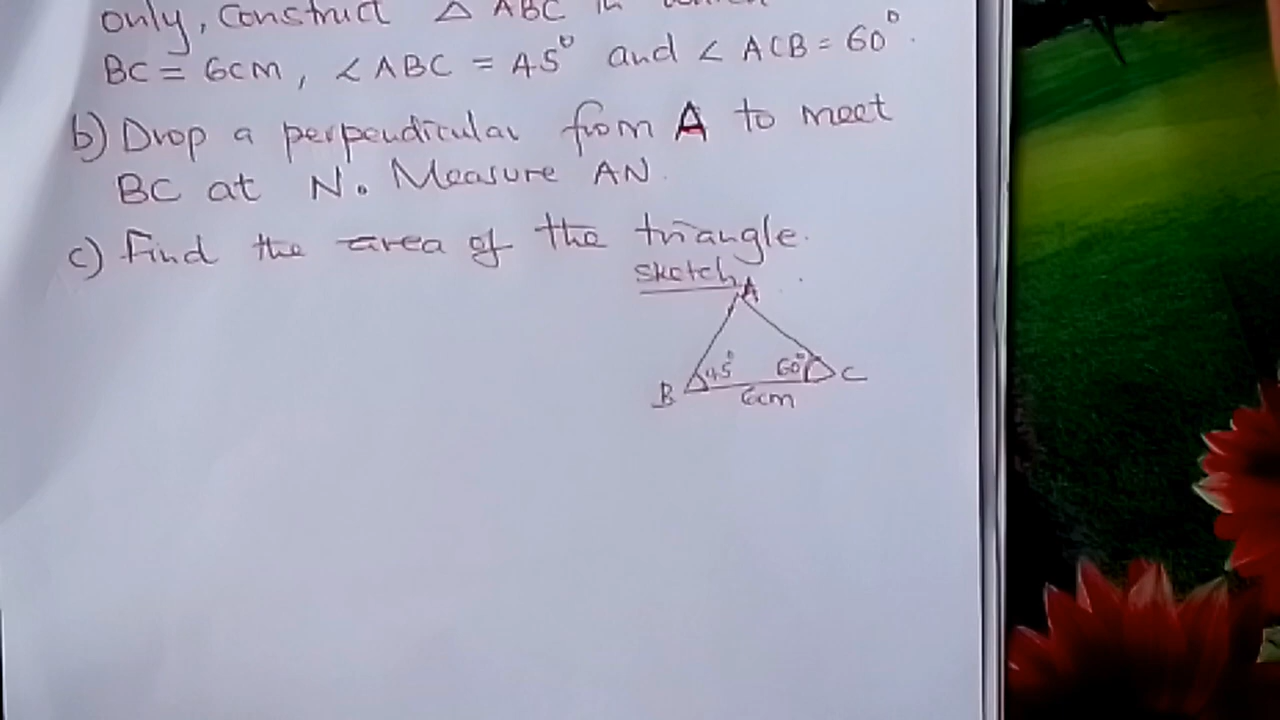 only, Construct △ ABC in
BC = 6cm, ∠ABC = 45° and ∠ACB = 60°.
b) Drop a perpendicular from A to meet
BC at N. Measure AN.
c) Find the area of the triangle.
sketch
A
45° 60°
B C
6cm